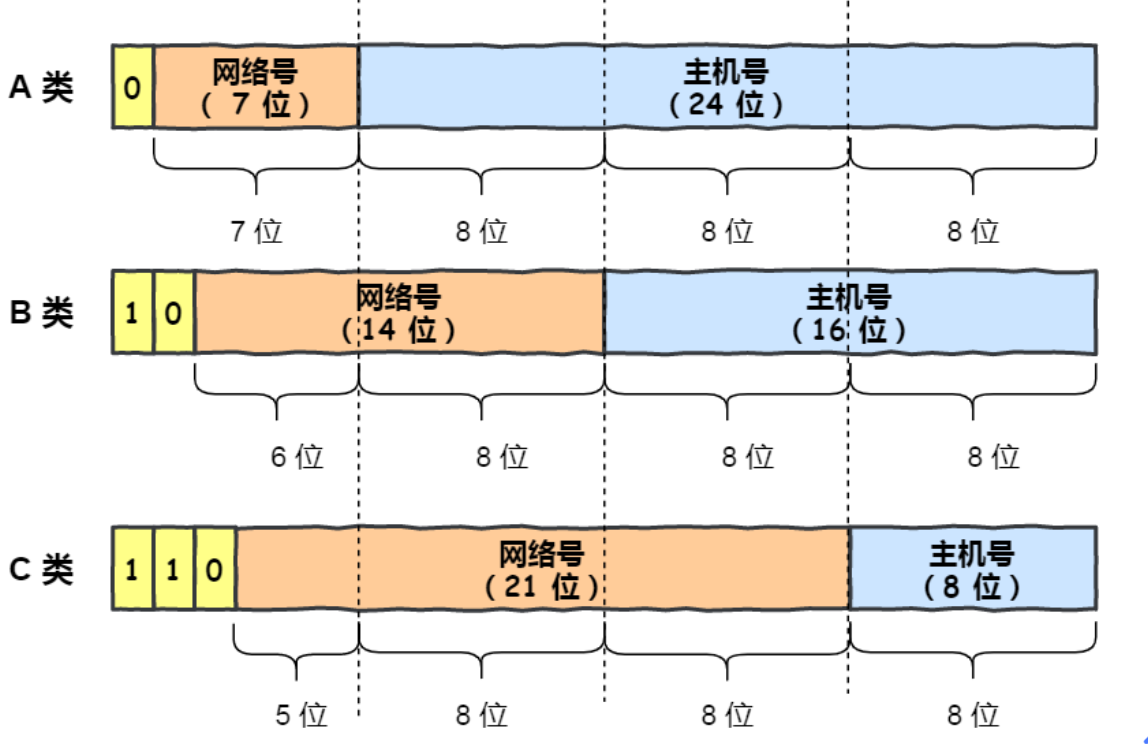 A 类
0
网络号
（ 7 位）
主机号
（24 位）
7 位
8 位
8 位
8 位
B 类
1
0
网络号
（14 位）
主机号
（16 位）
6 位
8 位
8 位
8 位
C 类
1
1
0
网络号
（21 位）
主机号
（8 位）
5 位
8 位
8 位
8 位